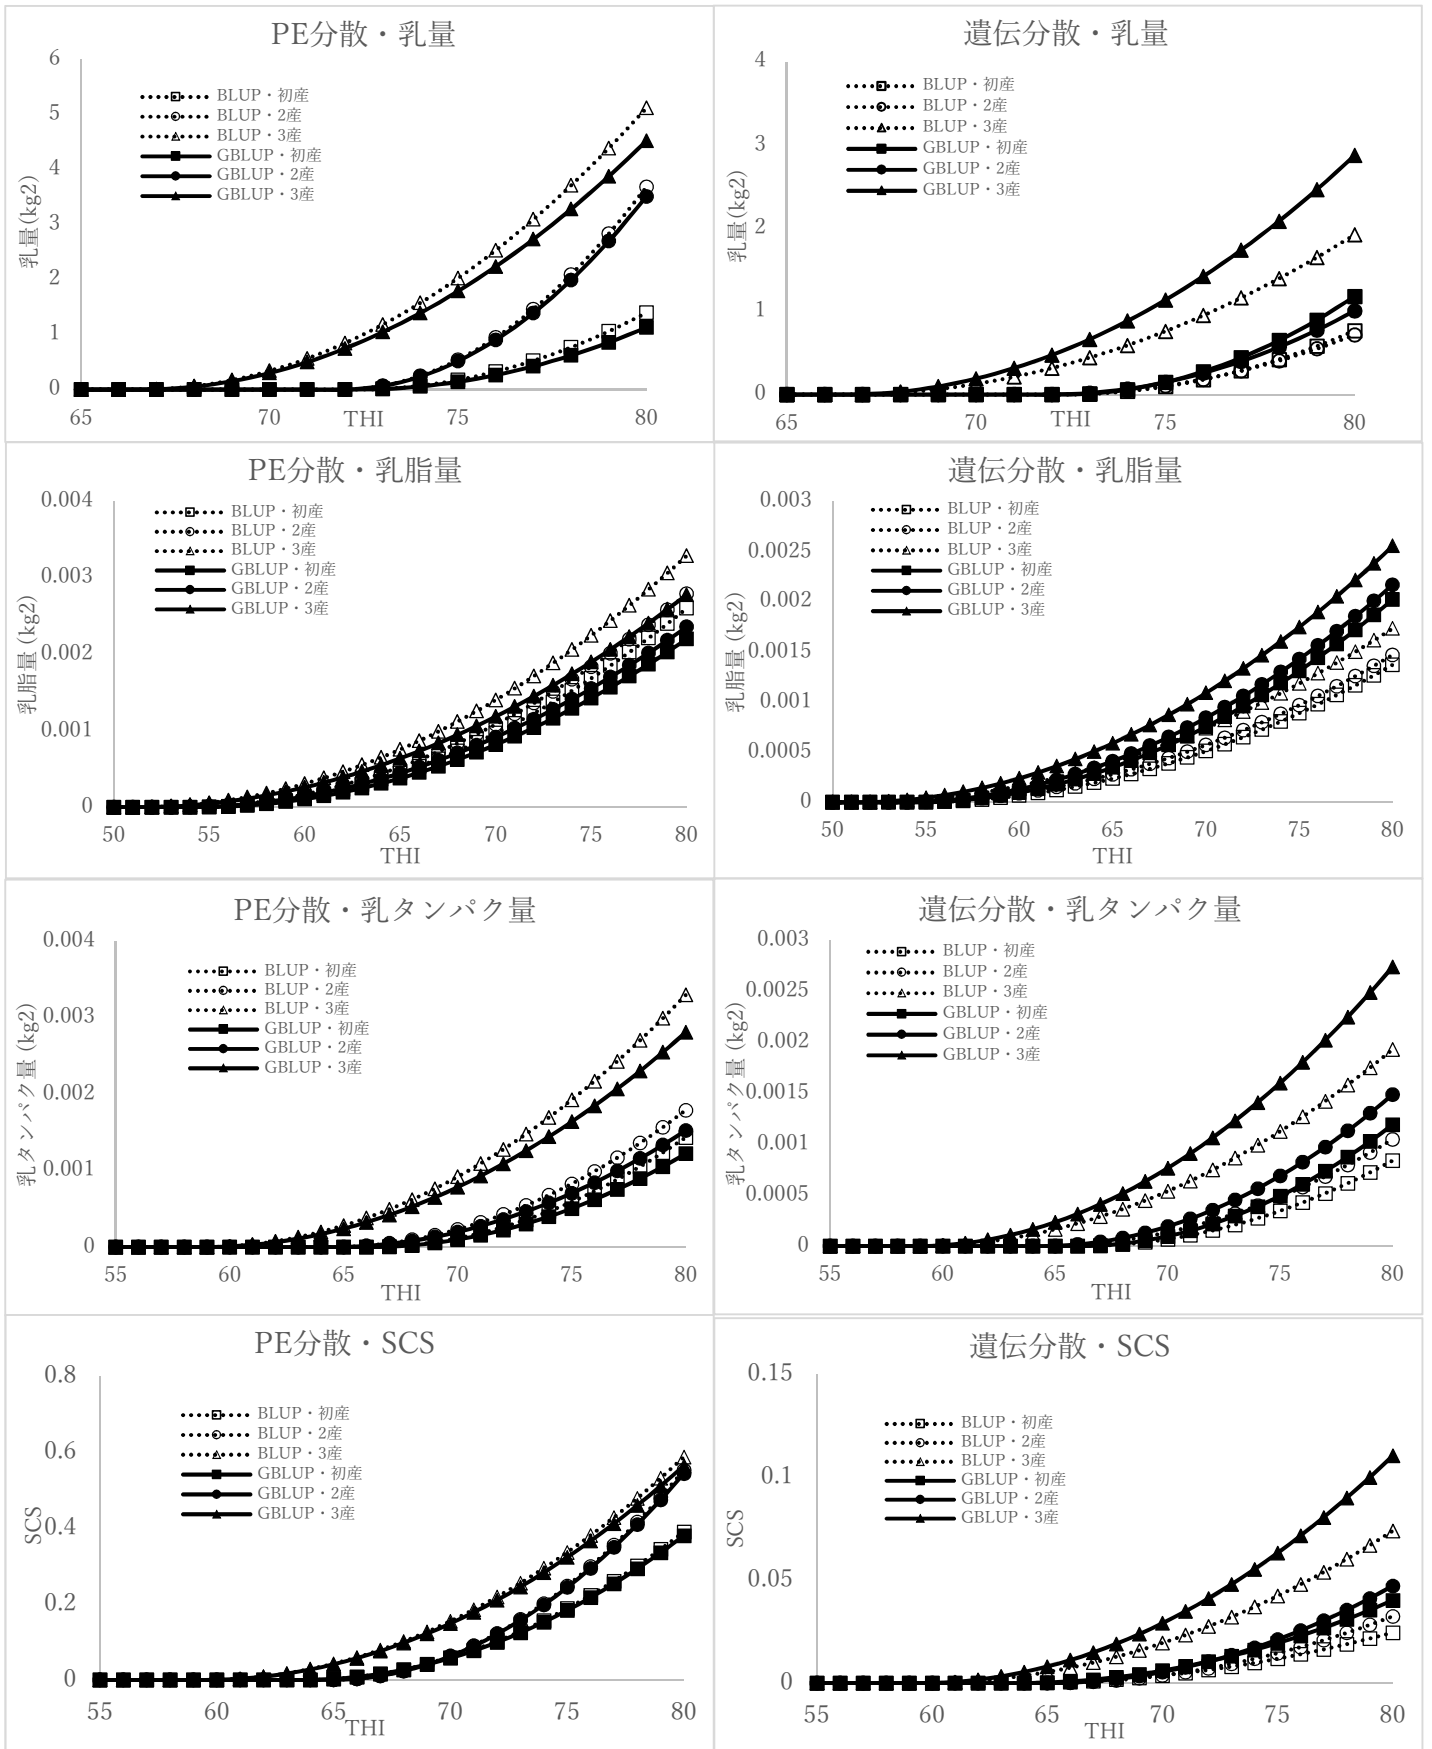 PE分散・乳量
6
5
4
3
2
1
0
乳量(kg2)
BLUP・初産
BLUP・2産
BLUP・3産
GBLUP・初産
GBLUP・2産
GBLUP・3産
65 70 75 80
THI
遺伝分散・乳量
4
3
2
1
0
乳量(kg2)
BLUP・初産
BLUP・2産
BLUP・3産
GBLUP・初産
GBLUP・2産
GBLUP・3産
65 70 75 80
THI
PE分散・乳脂量
0.004
0.003
0.002
0.001
0
乳脂量 (kg2)
BLUP・初産
BLUP・2産
BLUP・3産
GBLUP・初産
GBLUP・2産
GBLUP・3産
50 55 60 65 70 75 80
THI
遺伝分散・乳脂量
0.003
0.0025
0.002
0.0015
0.001
0.0005
0
乳脂量 (kg2)
BLUP・初産
BLUP・2産
BLUP・3産
GBLUP・初産
GBLUP・2産
GBLUP・3産
50 55 60 65 70 75 80
THI
PE分散・乳タンパク量
0.004
0.003
0.002
0.001
0
乳タンパク量 (kg2)
BLUP・初産
BLUP・2産
BLUP・3産
GBLUP・初産
GBLUP・2産
GBLUP・3産
55 60 65 70 75 80
THI
遺伝分散・乳タンパク量
0.003
0.0025
0.002
0.0015
0.001
0.0005
0
乳タンパク量 (kg2)
BLUP・初産
BLUP・2産
BLUP・3産
GBLUP・初産
GBLUP・2産
GBLUP・3産
55 60 65 70 75 80
THI
PE分散・SCS
0.8
0.6
0.4
0.2
0
SCS
BLUP・初産
BLUP・2産
BLUP・3産
GBLUP・初産
GBLUP・2産
GBLUP・3産
55 60 65 70 75 80
THI
遺伝分散・SCS
0.15
0.1
0.05
0
SCS
BLUP・初産
BLUP・2産
BLUP・3産
GBLUP・初産
GBLUP・2産
GBLUP・3産
55 60 65 70 75 80
THI